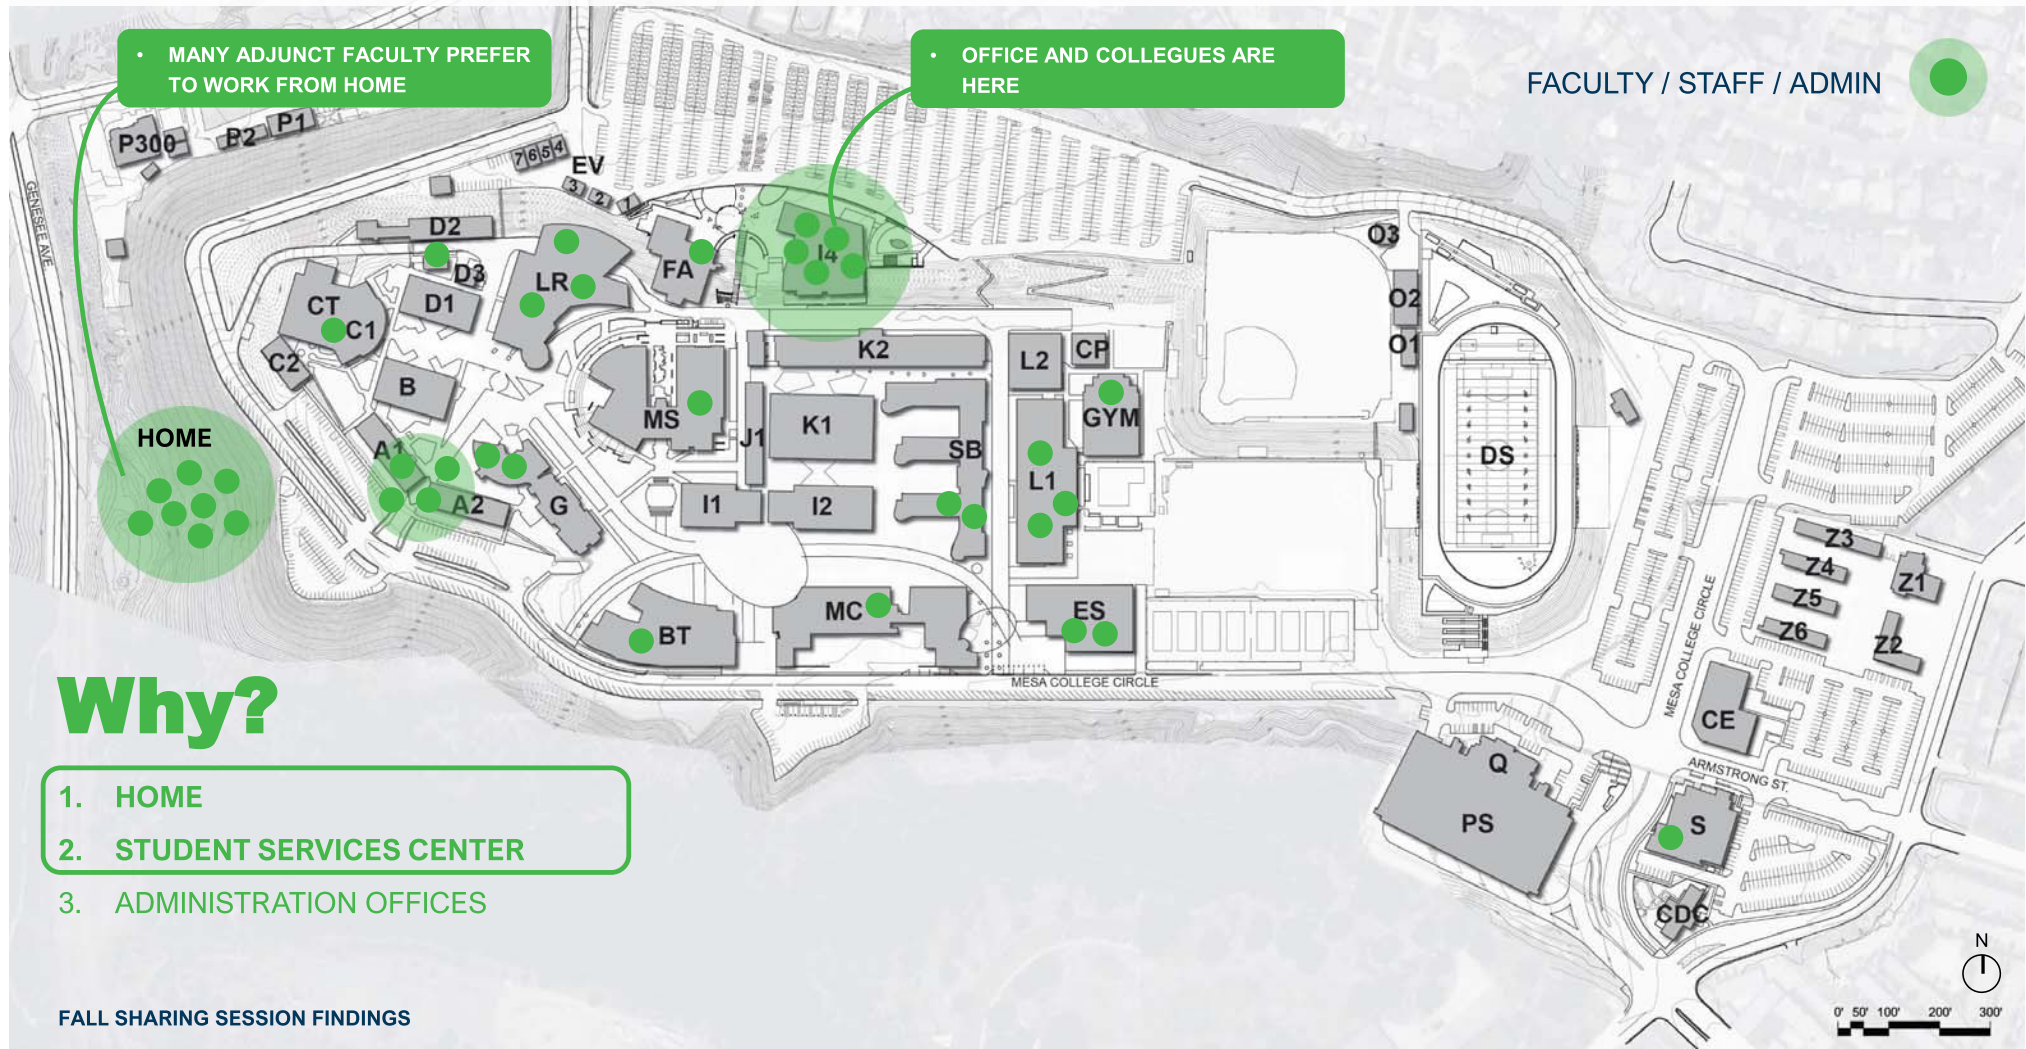 • MANY ADJUNCT FACULTY PREFER
TO WORK FROM HOME
• OFFICE AND COLLEGUES ARE
HERE
FACULTY / STAFF / ADMIN
P300
P2
P1
7 6 5 4
EV
3
2
1
GENESEE AVE
D2
D3
D1
LR
FA
I4
O3
O2
O1
CT
C1
C2
B
MS
K2
L2
CP
GYM
HOME
A1
A2
G
J1
K1
SB
L1
DS
I1
I2
BT
MC
ES
MESA COLLEGE CIRCLE
Z3
Z4
Z5
Z6
Z1
Z2
MESA COLLEGE CIRCLE
CE
ARMSTRONG ST.
Q
PS
S
CDC
Why?
1. HOME
2. STUDENT SERVICES CENTER
3. ADMINISTRATION OFFICES
FALL SHARING SESSION FINDINGS
N
0' 50' 100' 200' 300'